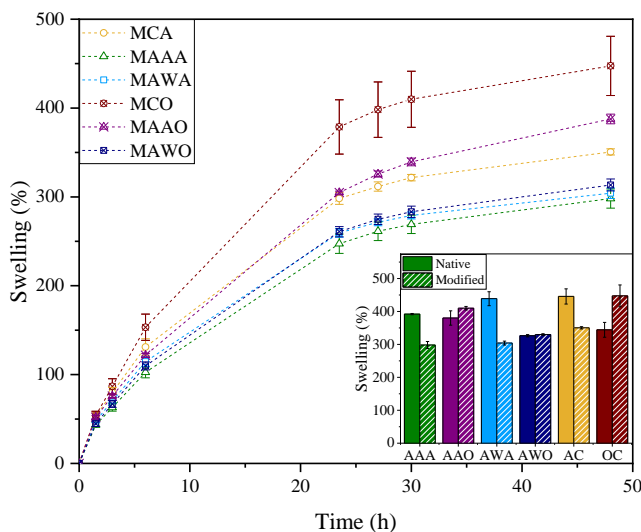 500
400
300
200
100
0
Swelling (%)
MCA
MAAA
MAWA
MCO
MAAO
MAWO
Native
Modified
400
300
200
100
0
Swelling (%)
AAA AAO AWA AWO AC OC
0 10 20 30 40 50
Time (h)